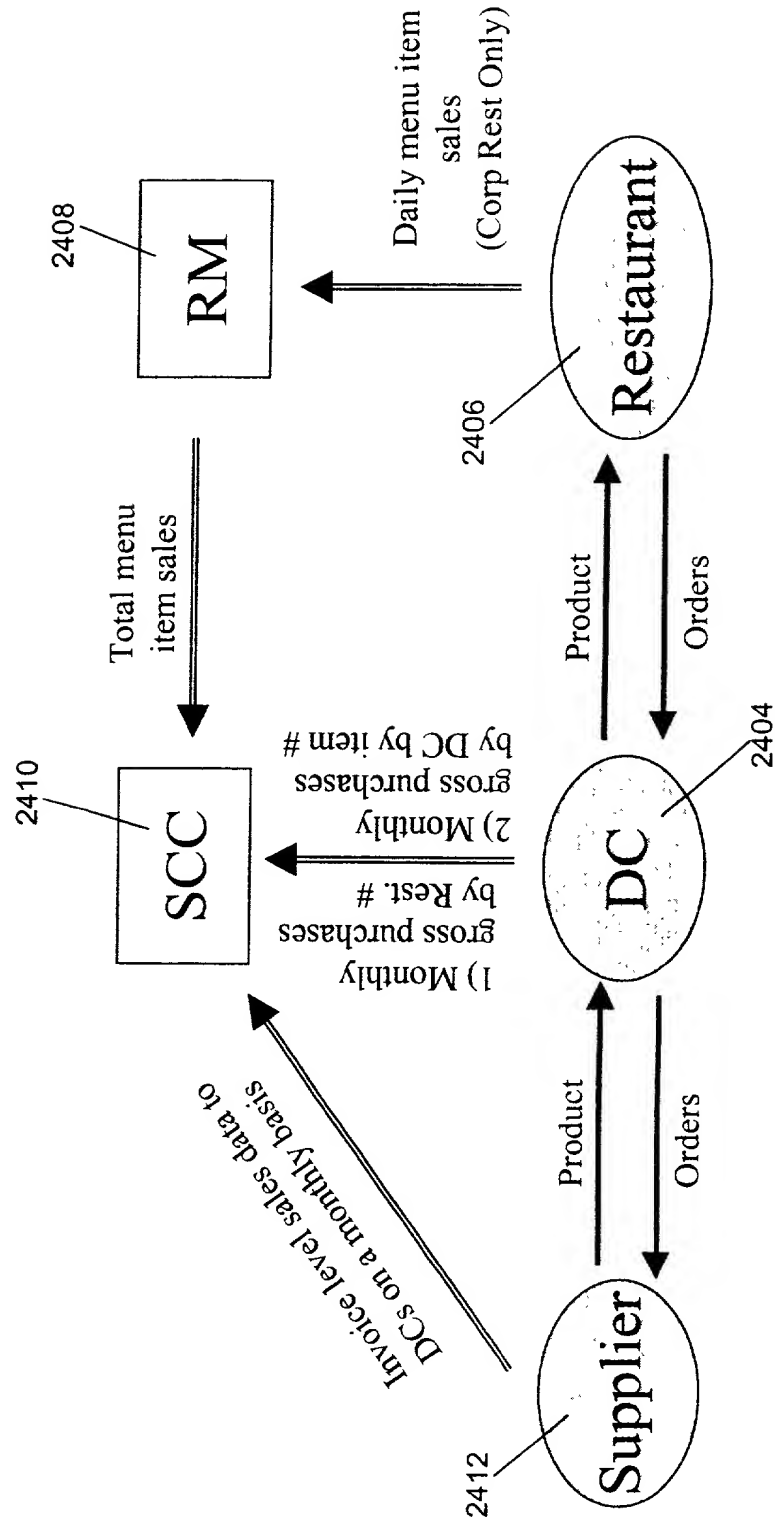 2408
RM
Daily menu item
sales
(Corp Rest Only)
2406
Restaurant
Total menu
item sales
Product
Orders
2410
SCC
1) Monthly
gross purchases
by Rest. #
2) Monthly
gross purchases
by DC by item #
DC
2404
Invoice level sales data to
DCs on a monthly basis
Product
Orders
Supplier
2412